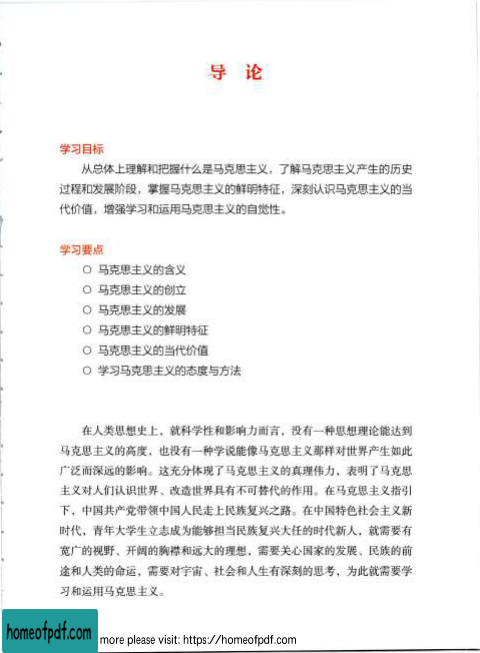 导 论
学习目标
从总体上理解和把握什么是马克思主义，了解马克思主义产生的历史
过程和发展阶段，掌握马克思主义的鲜明特征，深刻认识马克思主义的当
代价值，增强学习和运用马克思主义的自觉性。
学习要点
○ 马克思主义的含义
○ 马克思主义的创立
○ 马克思主义的发展
○ 马克思主义的鲜明特征
○ 马克思主义的当代价值
○ 学习马克思主义的态度与方法
在人类思想史上，就科学性和影响力而言，没有一种思想理论能达到
马克思主义的高度，也没有一种学说能像马克思主义那样对世界产生如此
广泛而深远的影响。这充分体现了马克思主义的真理伟力，表明了马克思
主义对人们认识世界、改造世界具有不可替代的作用。在马克思主义指引
下，中国共产党带领中国人民走上民族复兴之路。在中国特色社会主义新
时代，青年大学生立志成为能够担当民族复兴大任的时代新人，就需要有
宽广的视野、开阔的胸襟和远大的理想，需要关心国家的发展、民族的前
途和人类的命运，需要对宇宙、社会和人生有深刻的思考，为此就需要学
习和运用马克思主义。
homeofpdf.com more please visit: https://homeofpdf.com